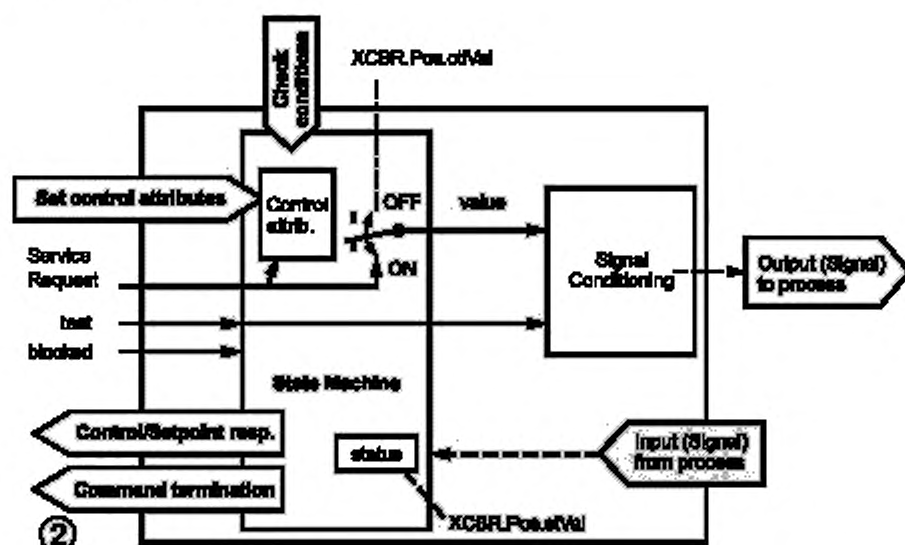 Check
conditions
XCBR.Pos.ctlVal
Set control attributes
Control
attrib.
OFF
value
ON
Service
Request
Signal
Conditioning
Output (Signal)
to process
test
blocked
State Machine
Control/Setpoint resp.
status
Input (Signal)
from process
Command termination
XCBR.Pos.stVal
2